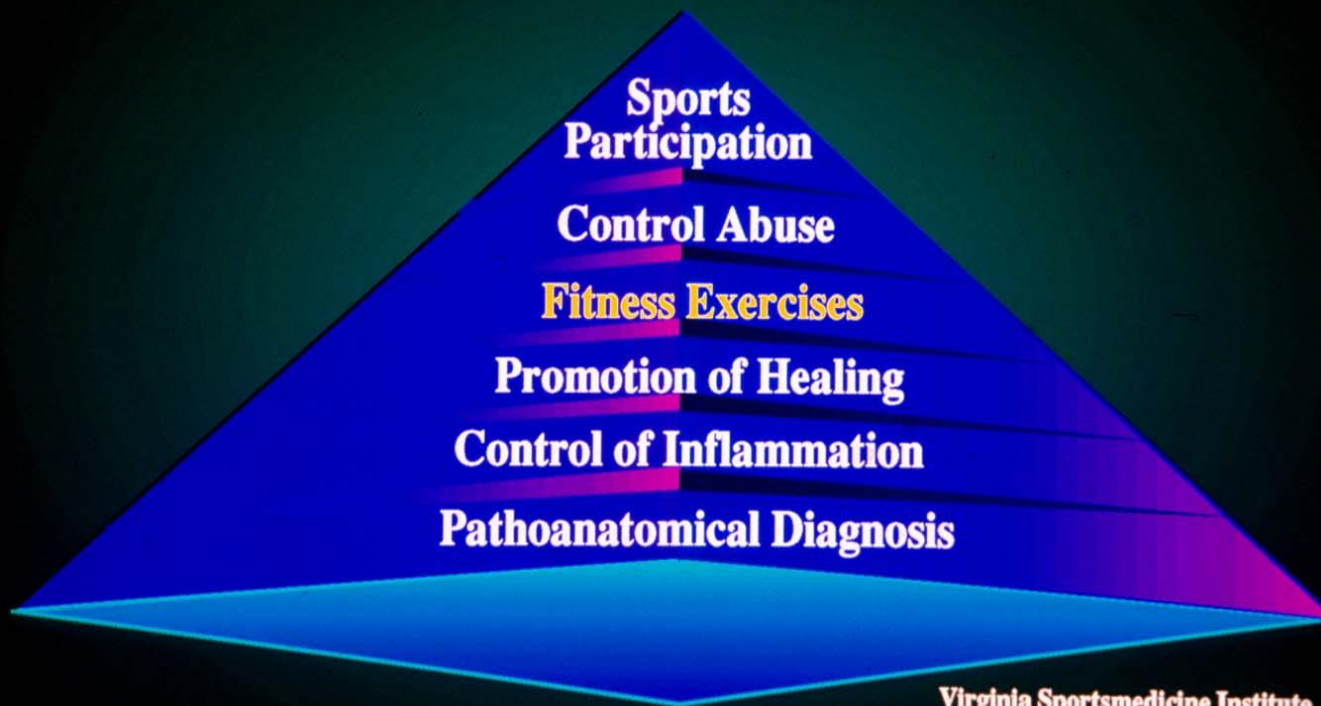 Sports
Participation
Control Abuse
Fitness Exercises
Promotion of Healing
Control of Inflammation
Pathoanatomical Diagnosis
Virginia Sportsmedicine Institute